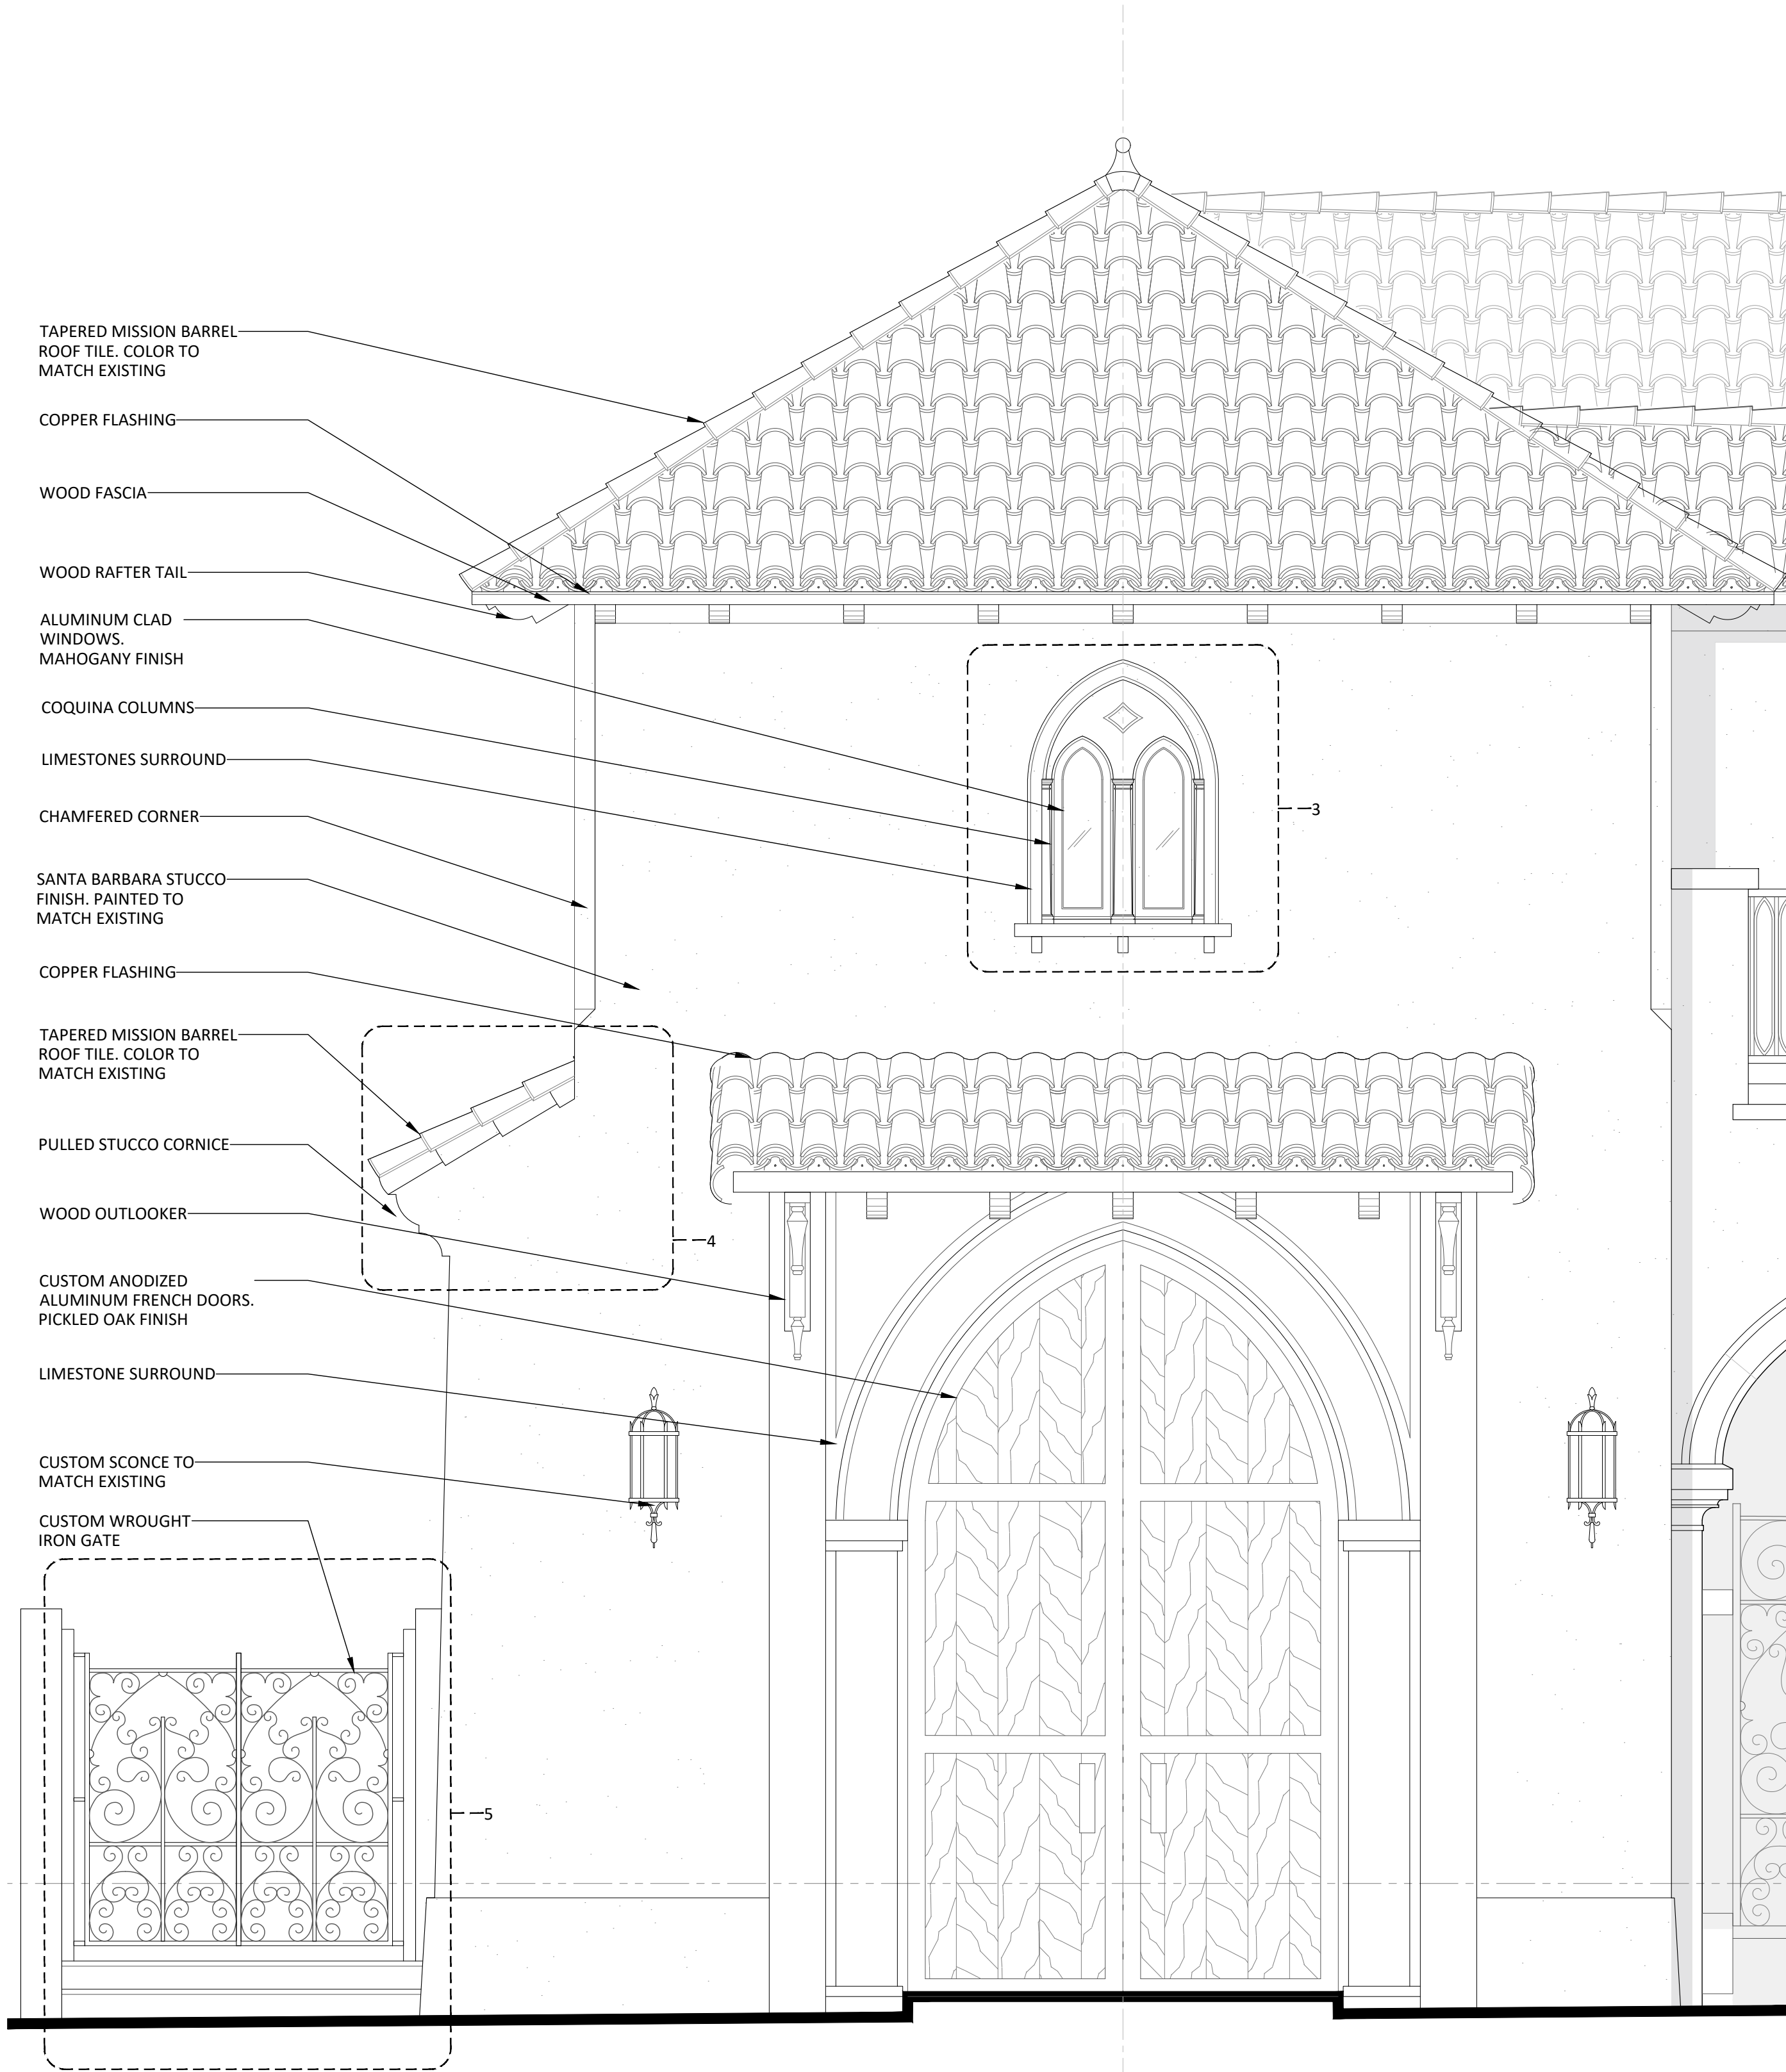 TAPERED MISSION BARREL
ROOF TILE. COLOR TO
MATCH EXISTING
COPPER FLASHING
WOOD FASCIA
WOOD RAFTER TAIL
ALUMINUM CLAD
WINDOWS.
MAHOGANY FINISH
COQUINA COLUMNS
LIMESTONES SURROUND
3
CHAMFERED CORNER
SANTA BARBARA STUCCO
FINISH. PAINTED TO
MATCH EXISTING
COPPER FLASHING
TAPERED MISSION BARREL
ROOF TILE. COLOR TO
MATCH EXISTING
PULLED STUCCO CORNICE
WOOD OUTLOOKER
4
CUSTOM ANODIZED
ALUMINUM FRENCH DOORS.
PICKLED OAK FINISH
LIMESTONE SURROUND
CUSTOM SCONCE TO
MATCH EXISTING
CUSTOM WROUGHT
IRON GATE
5